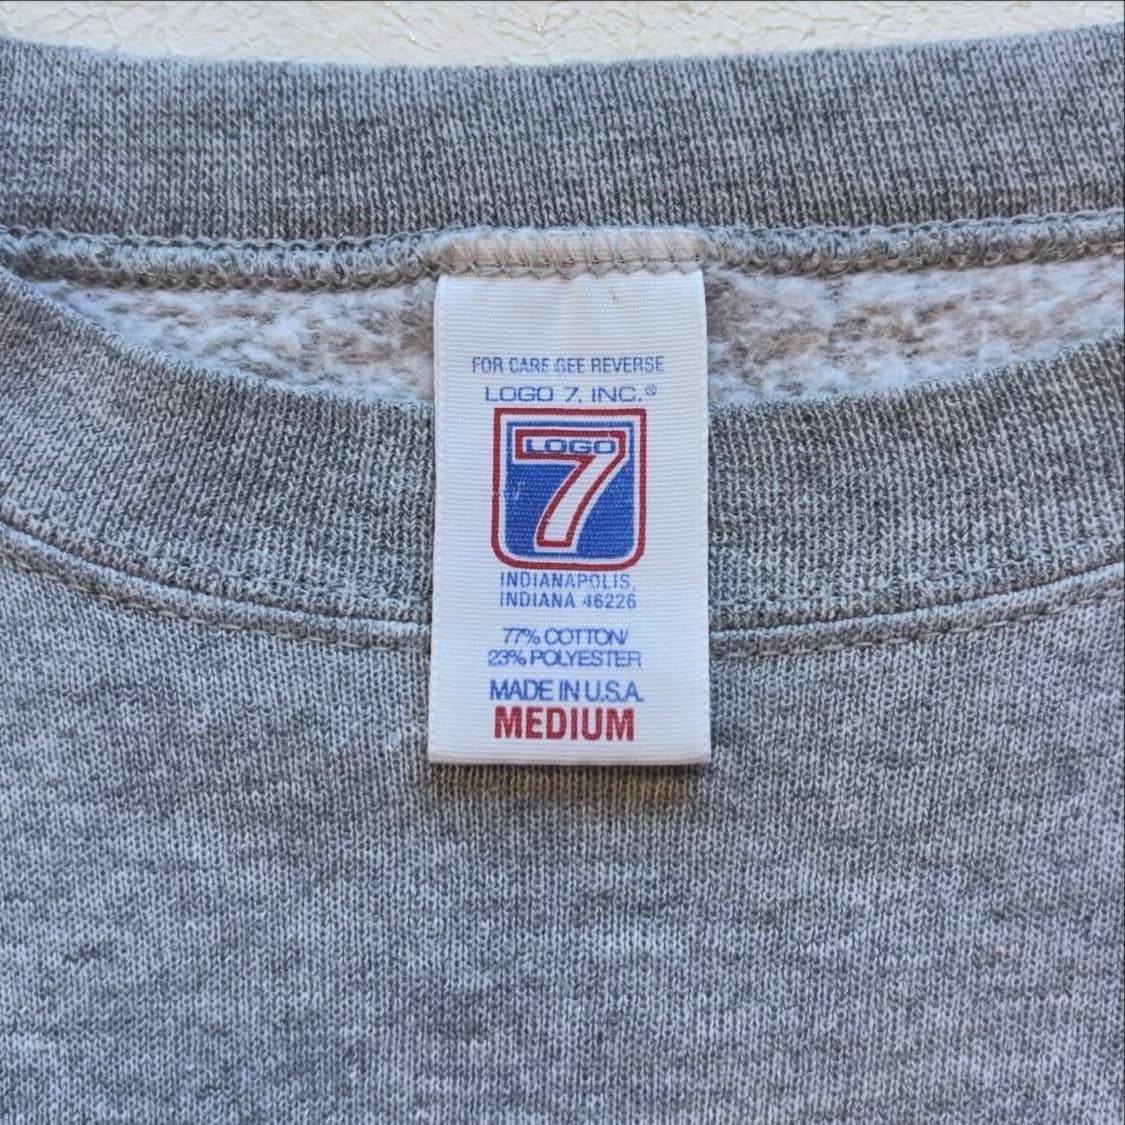 FOR CARE SEE REVERSE
LOGO 7, INC.®
LOGO
7
INDIANAPOLIS,
INDIANA 46226
77% COTTON/
23% POLYESTER
MADE IN U.S.A.
MEDIUM